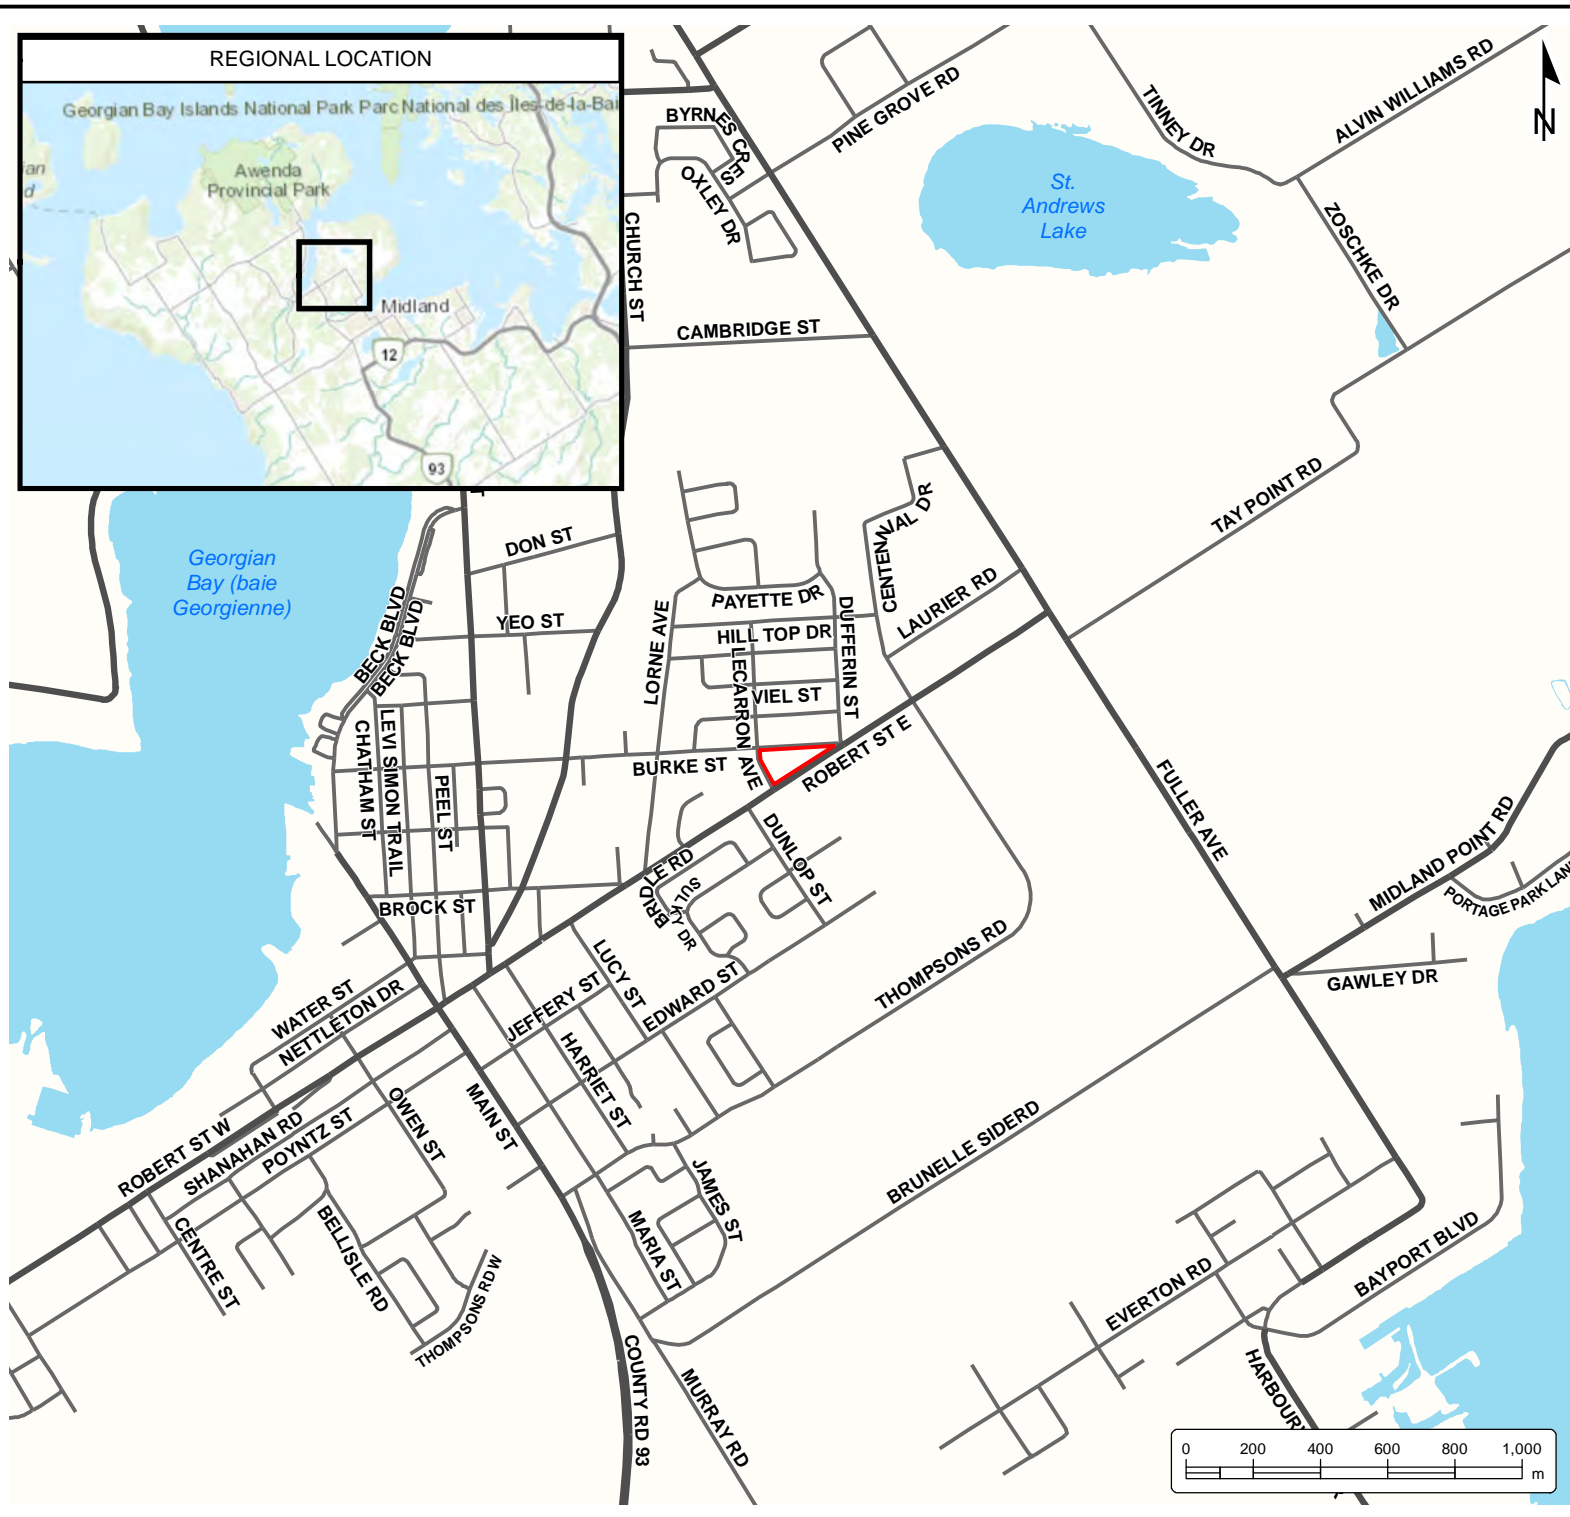 REGIONAL LOCATION
Georgian Bay Islands National Park Parc National des Îles-de-la-Bai
ian
d
Awenda
Provincial Park
Midland
12
93
N
BYRNES CRES
OXLEY DR
PINE GROVE RD
TINNEY DR
ALVIN WILLIAMS RD
ZOSCHKE DR
St.
Andrews
Lake
CHURCH ST
CAMBRIDGE ST
TAY POINT RD
CENTENNIAL DR
LAURIER RD
Georgian
Bay (baie
Georgienne)
DON ST
YEO ST
BECK BLVD
BECK BLVD
LORNE AVE
PAYETTE DR
HILL TOP DR
DUFFERIN ST
LECARRON AVE
VIEL ST
BURKE ST
ROBERT ST E
CHATHAM ST
LEVI SIMON TRAIL
PEEL ST
BROCK ST
BRIDLE RD
SULKY DR
DUNLOP ST
FULLER AVE
MIDLAND POINT RD
PORTAGE PARK LAN
GAWLEY DR
WATER ST
NETTLETON DR
LUCY ST
JEFFERY ST
EDWARD ST
THOMPSONS RD
HARRIET ST
OWEN ST
MAIN ST
ROBERT ST W
SHANAHAN RD
POYNTZ ST
BRUNELLE SIDERD
JAMES ST
MARIA ST
CENTRE ST
BELLISLE RD
THOMPSONS RD W
EVERTON RD
BAYPORT BLVD
HARBOUR
COUNTY RD 93
MURRAY RD
0 200 400 600 800 1,000
m